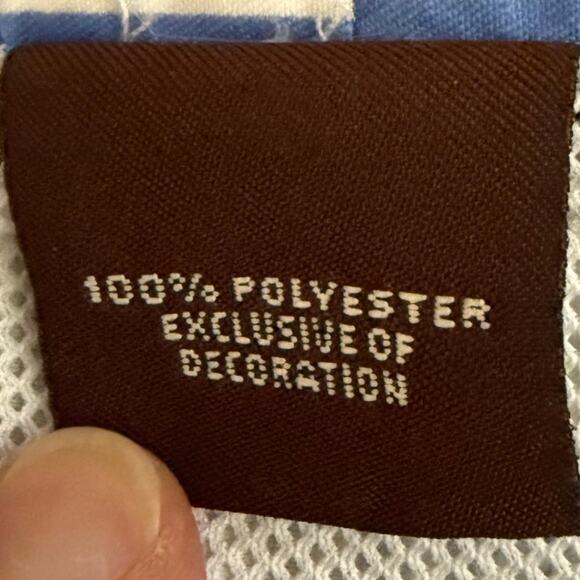 100% POLYESTER
EXCLUSIVE OF
DECORATION